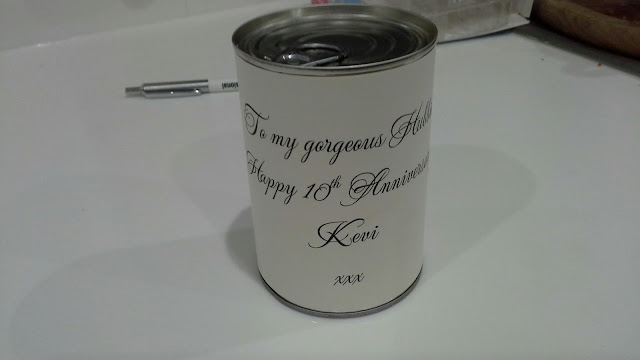 To my gorgeous
Happy 10th
Kevi
xxx